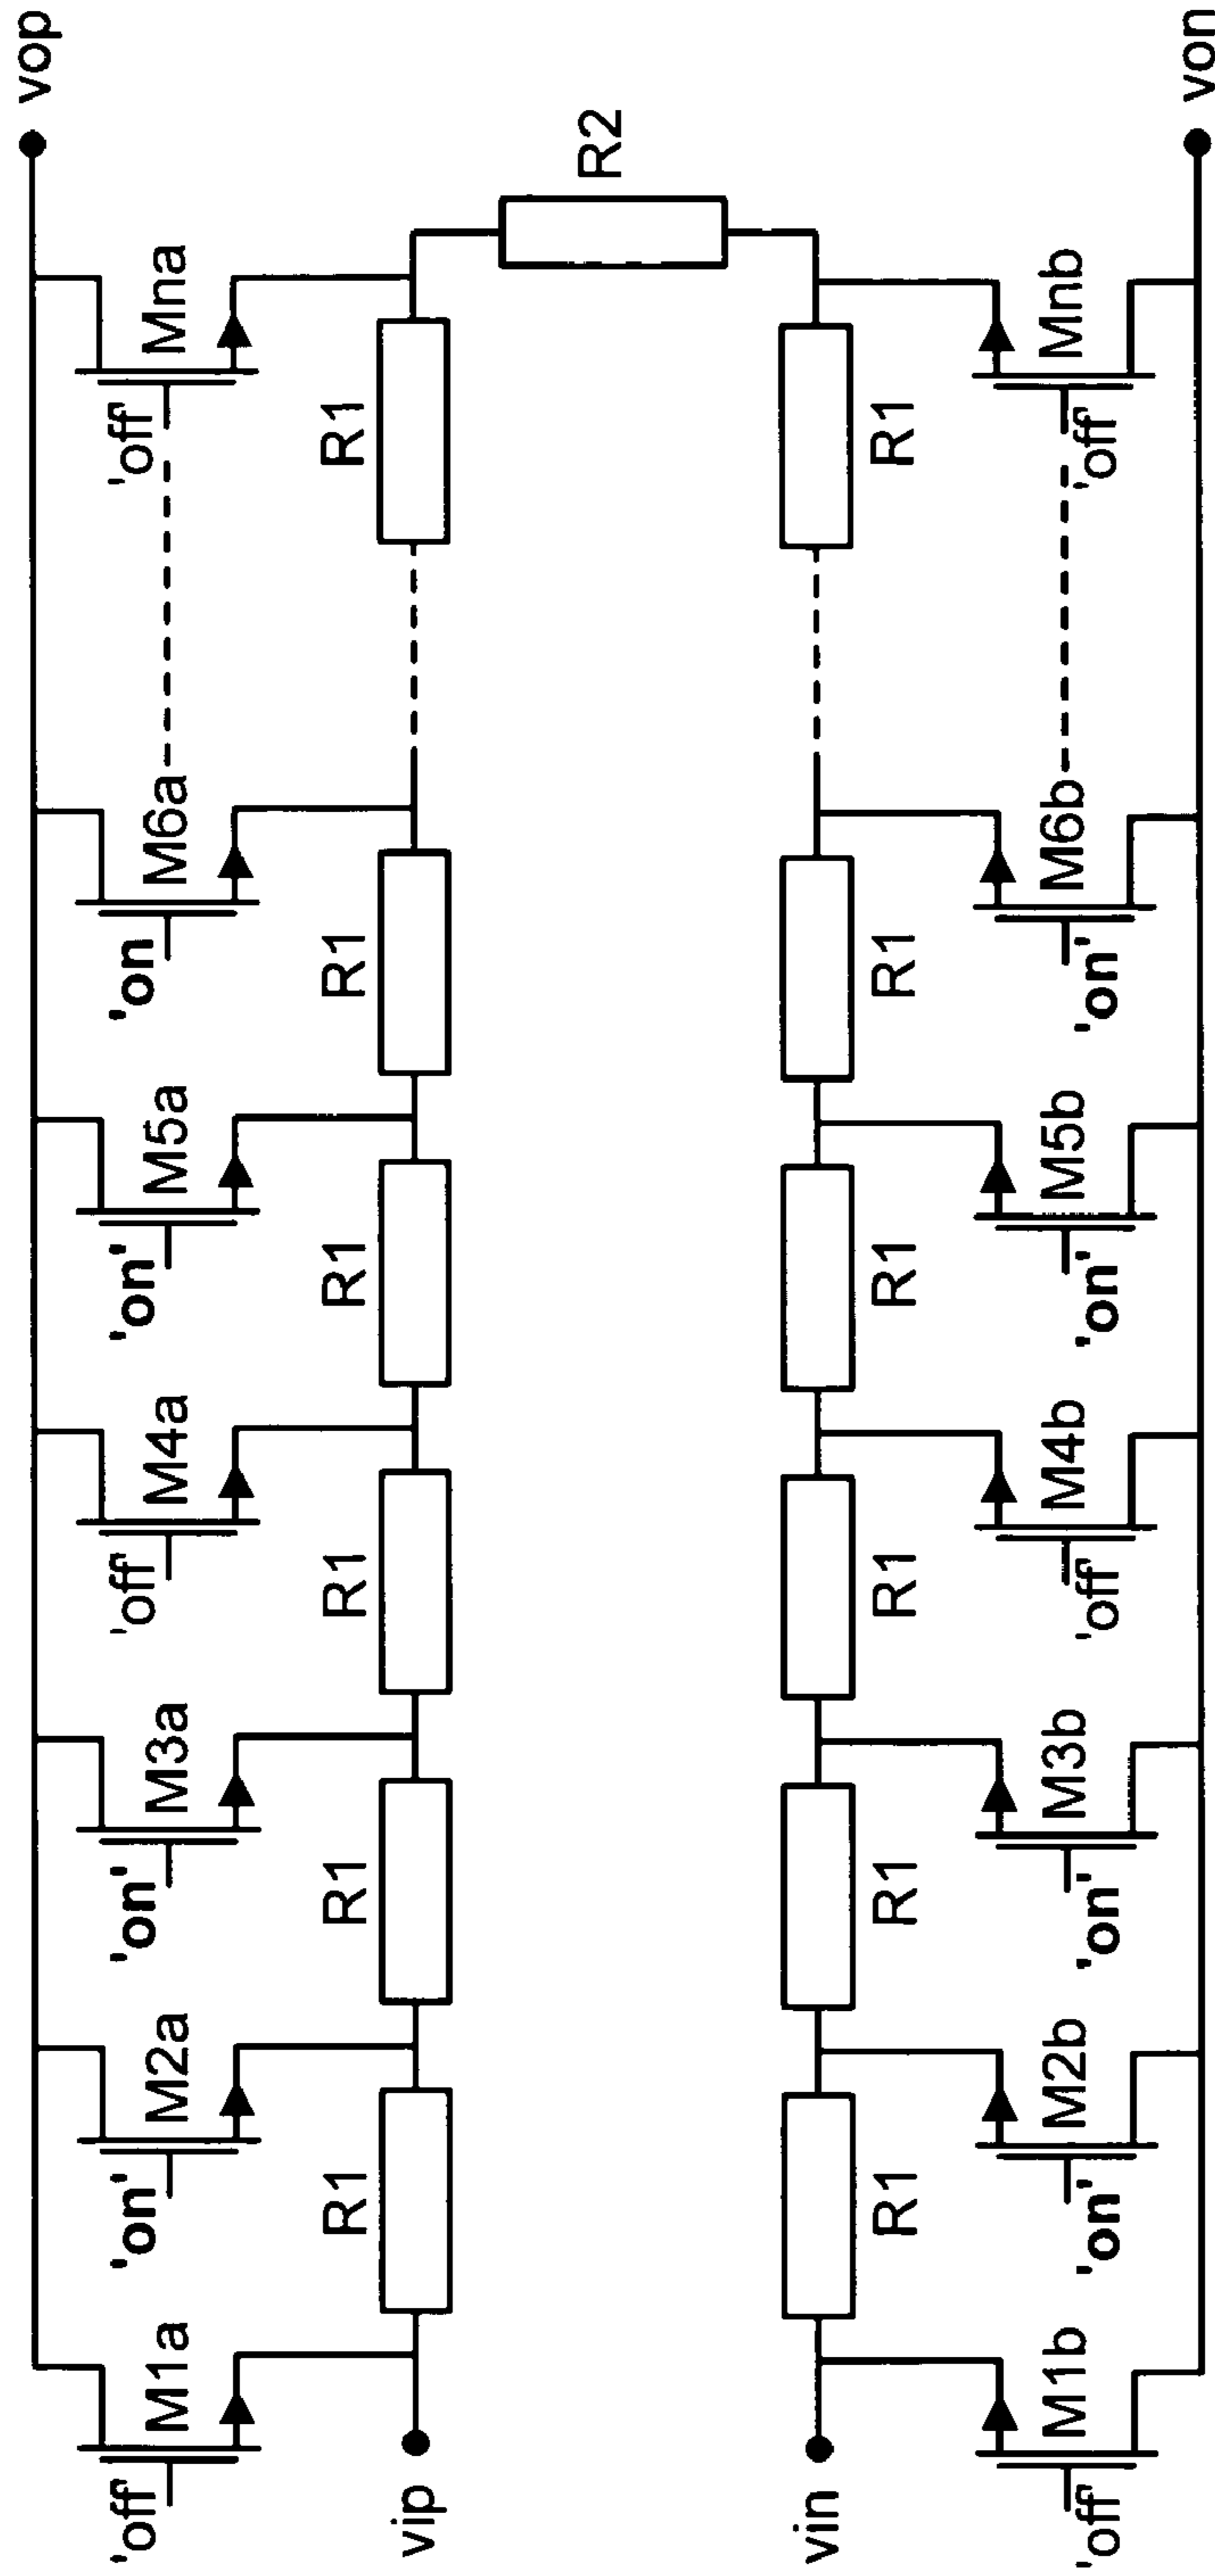 vop
'off' 'on' 'on' 'off' 'on' 'on 'off'
M1a M2a M3a M4a M5a M6a Mna
R1 R1 R1 R1 R1 R1 R1
vip
R2
vin
R1 R1 R1 R1 R1 R1 R1
M1b M2b M3b M4b M5b M6b Mnb
'off' 'on' 'on' 'off' 'on' 'on' 'off'
von